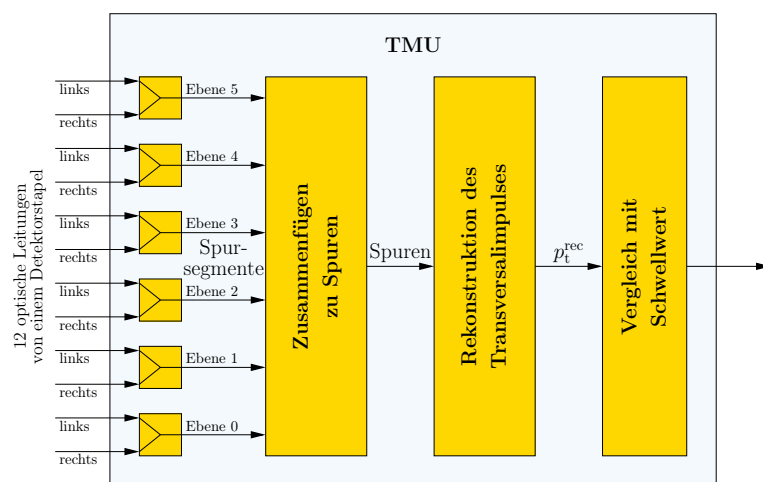 TMU
12 optische Leitungen
von einem Detektorstapel
links
rechts
Ebene 5
links
rechts
Ebene 4
links
rechts
Ebene 3
Spur-
segmente
links
rechts
Ebene 2
links
rechts
Ebene 1
links
rechts
Ebene 0
Zusammenfügen
zu Spuren
Spuren
Rekonstruktion des
Transversalimpulses
p_t^rec
Vergleich mit
Schwellwert